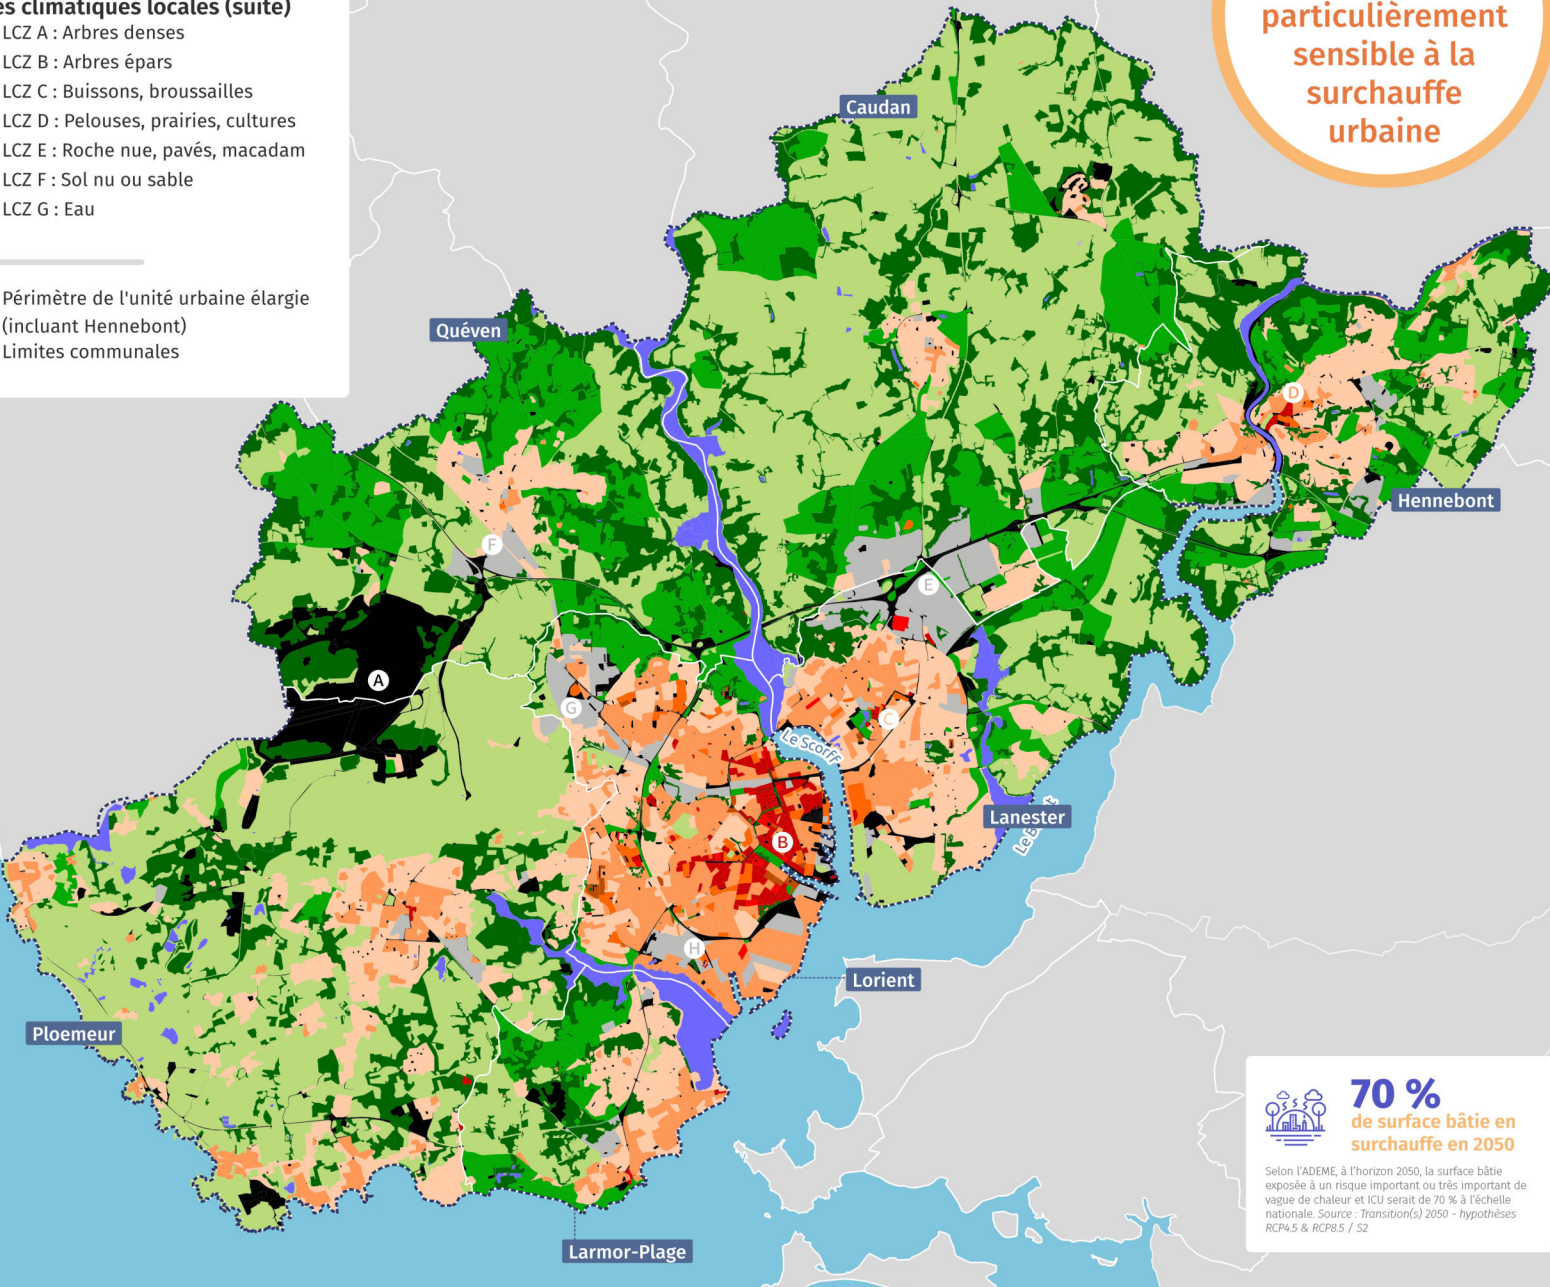 es climatiques locales (suite)
LCZ A : Arbres denses
LCZ B : Arbres épars
LCZ C : Buissons, broussailles
LCZ D : Pelouses, prairies, cultures
LCZ E : Roche nue, pavés, macadam
LCZ F : Sol nu ou sable
LCZ G : Eau
Périmètre de l'unité urbaine élargie
(incluant Hennebont)
Limites communales
particulièrement
sensible à la
surchauffe
urbaine
Caudan
Quéven
D
Hennebont
F
E
A
G
C
Le Scorff
Lanester
B
H
Lorient
Ploemeur
Larmor-Plage
70 %
de surface bâtie en
surchauffe en 2050
Selon l'ADEME, à l'horizon 2050, la surface bâtie
exposée à un risque important ou très important de
vague de chaleur et ICU serait de 70 % à l'échelle
nationale. Source : Transition(s) 2050 - hypothèses
RCP4.5 & RCP8.5 / S2